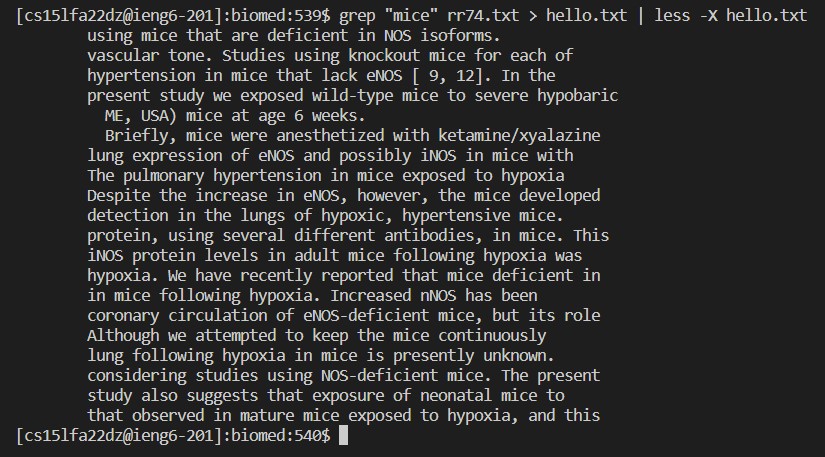 [cs15lfa22dz@ieng6-201]:biomed:539$ grep "mice" rr74.txt > hello.txt | less -X hello.txt
using mice that are deficient in NOS isoforms.
vascular tone. Studies using knockout mice for each of
hypertension in mice that lack eNOS [ 9, 12]. In the
present study we exposed wild-type mice to severe hypobaric
ME, USA) mice at age 6 weeks.
Briefly, mice were anesthetized with ketamine/xyalazine
lung expression of eNOS and possibly iNOS in mice with
The pulmonary hypertension in mice exposed to hypoxia
Despite the increase in eNOS, however, the mice developed
detection in the lungs of hypoxic, hypertensive mice.
protein, using several different antibodies, in mice. This
iNOS protein levels in adult mice following hypoxia was
hypoxia. We have recently reported that mice deficient in
in mice following hypoxia. Increased nNOS has been
coronary circulation of eNOS-deficient mice, but its role
Although we attempted to keep the mice continuously
lung following hypoxia in mice is presently unknown.
considering studies using NOS-deficient mice. The present
study also suggests that exposure of neonatal mice to
that observed in mature mice exposed to hypoxia, and this
[cs15lfa22dz@ieng6-201]:biomed:540$